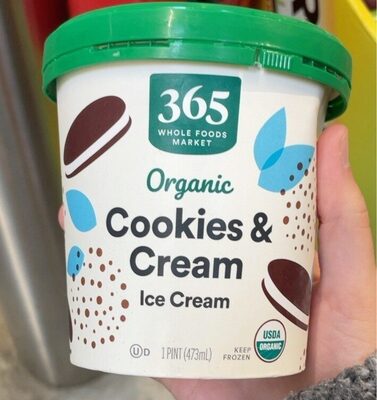 365
WHOLE FOODS
MARKET
Organic
Cookies &
Cream
Ice Cream
U D 1 PINT (473mL) KEEP
FROZEN
USDA
ORGANIC